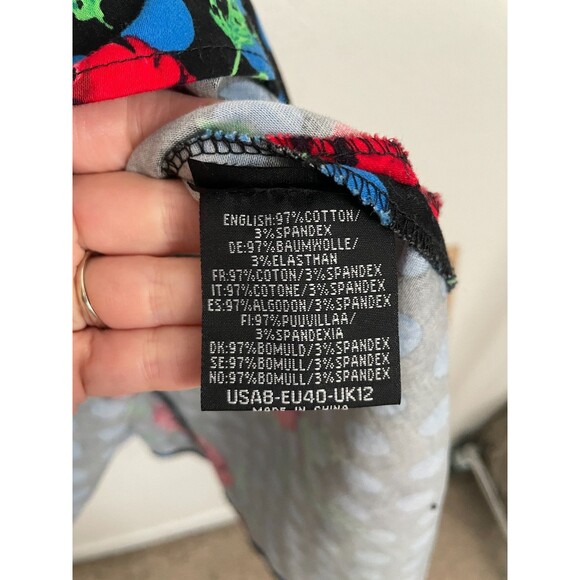 ENGLISH:97%COTTON/
3%SPANDEX
DE:97%BAUMWOLLE/
3%ELASTHAN
FR:97%COTON/3%SPANDEX
IT:97%COTONE/3%SPANDEX
ES:97%ALGODON/3%SPANDEX
FI:97%PUUVILLAA/
3%SPANDEXIA
DK:97%BOMULD/3%SPANDEX
SE:97%BOMULL/3%SPANDEX
NO:97%BOMULL/3%SPANDEX
USA8-EU40-UK12
MADE IN CHINA